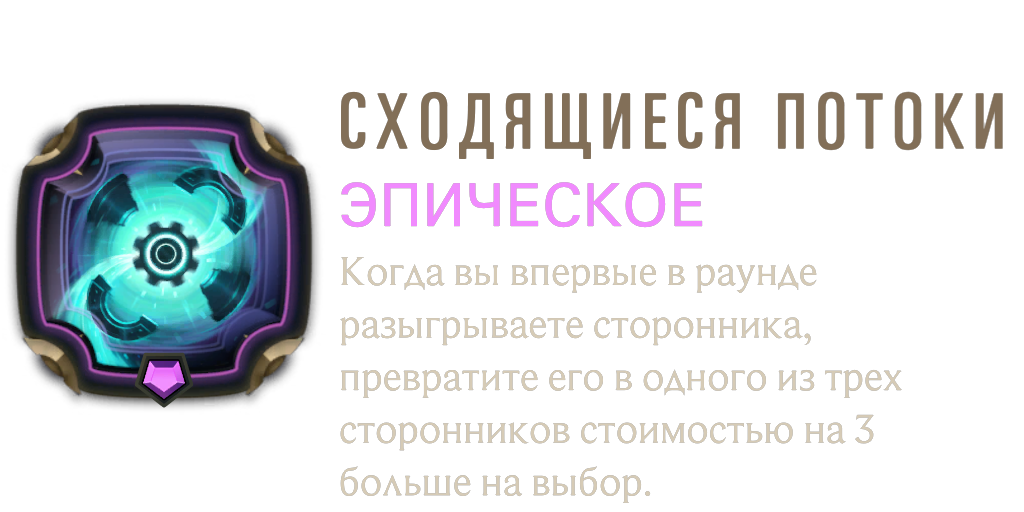 СХОДЯЩИЕСЯ ПОТОКИ
ЭПИЧЕСКОЕ
Когда вы впервые в раунде
разыгрываете сторонника,
превратите его в одного из трех
сторонников стоимостью на 3
больше на выбор.